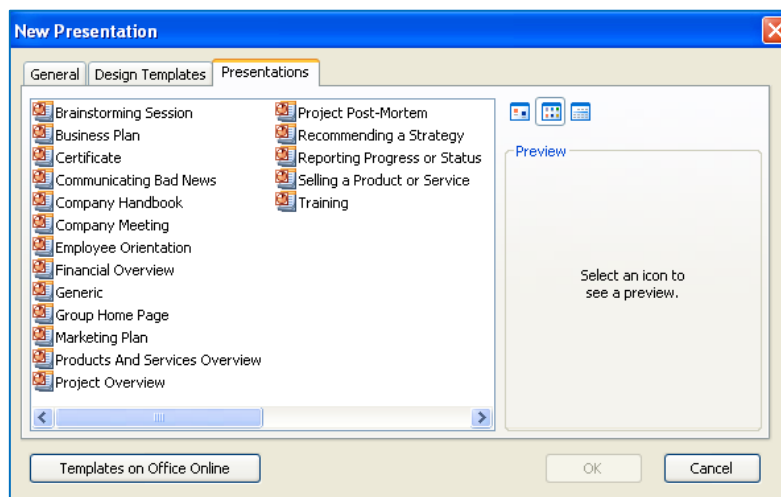 New Presentation
General
Design Templates
Presentations
Brainstorming Session
Business Plan
Certificate
Communicating Bad News
Company Handbook
Company Meeting
Employee Orientation
Financial Overview
Generic
Group Home Page
Marketing Plan
Products And Services Overview
Project Overview
Project Post-Mortem
Recommending a Strategy
Reporting Progress or Status
Selling a Product or Service
Training
Preview
Select an icon to
see a preview.
Templates on Office Online
OK
Cancel